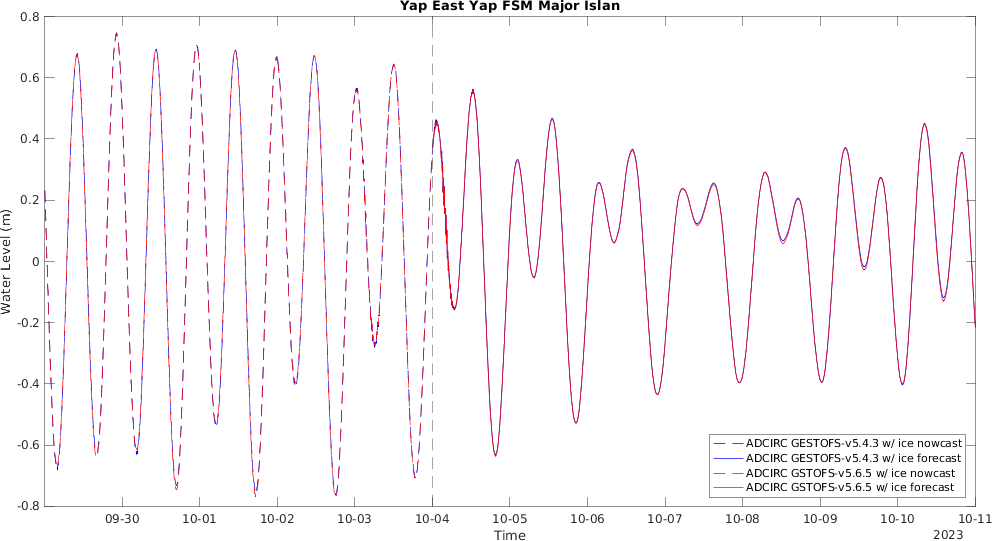 Yap East Yap FSM Major Islan
0.8
0.6
0.4
0.2
0
-0.2
-0.4
-0.6
-0.8
Water Level (m)
09-30 10-01 10-02 10-03 10-04 10-05 10-06 10-07 10-08 10-09 10-10 10-11
Time
2023
ADCIRC GESTOFS-v5.4.3 w/ ice nowcast
ADCIRC GESTOFS-v5.4.3 w/ ice forecast
ADCIRC GSTOFS-v5.6.5 w/ ice nowcast
ADCIRC GSTOFS-v5.6.5 w/ ice forecast